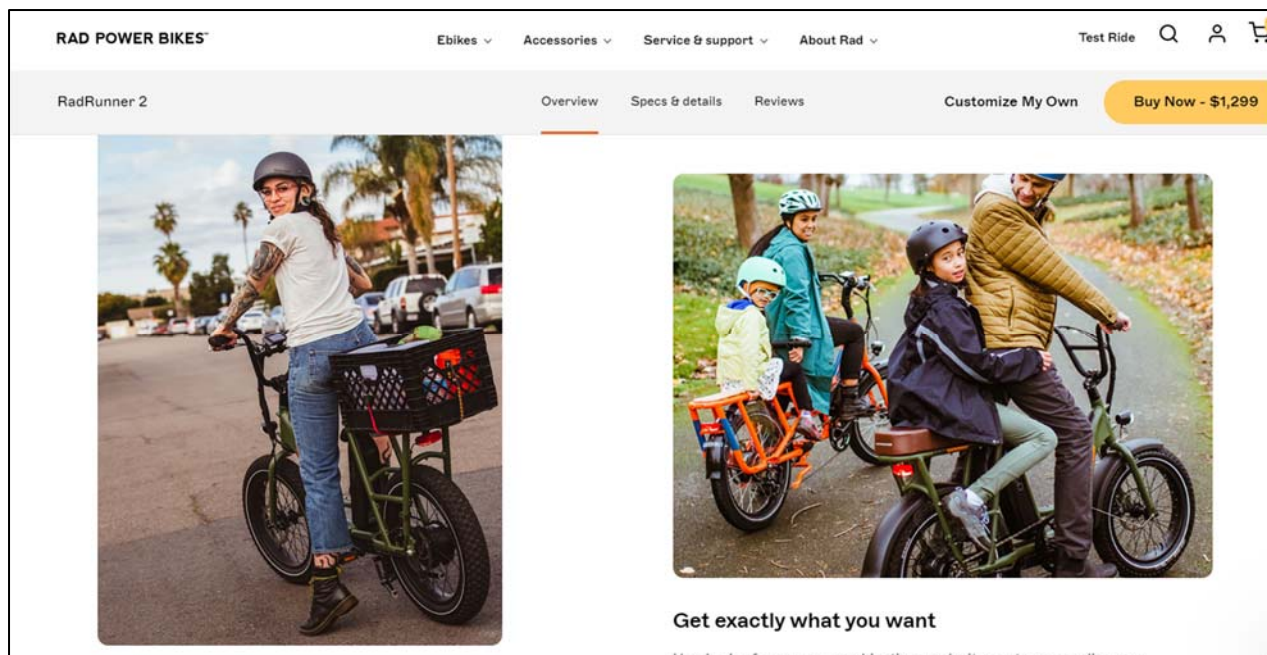 RAD POWER BIKES™
Ebikes
Accessories
Service & support
About Rad
Test Ride
RadRunner 2
Overview
Specs & details
Reviews
Customize My Own
Buy Now - $1,299
Get exactly what you want